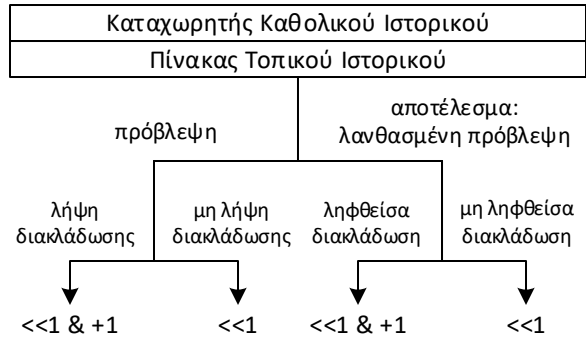 Καταχωρητής Καθολικού Ιστορικού
Πίνακας Τοπικού Ιστορικού
πρόβλεψη
αποτέλεσμα:
λανθασμένη πρόβλεψη
λήψη
διακλάδωσης
μη λήψη
διακλάδωσης
ληφθείσα
διακλάδωση
μη ληφθείσα
διακλάδωση
<<1 & +1
<<1
<<1 & +1
<<1